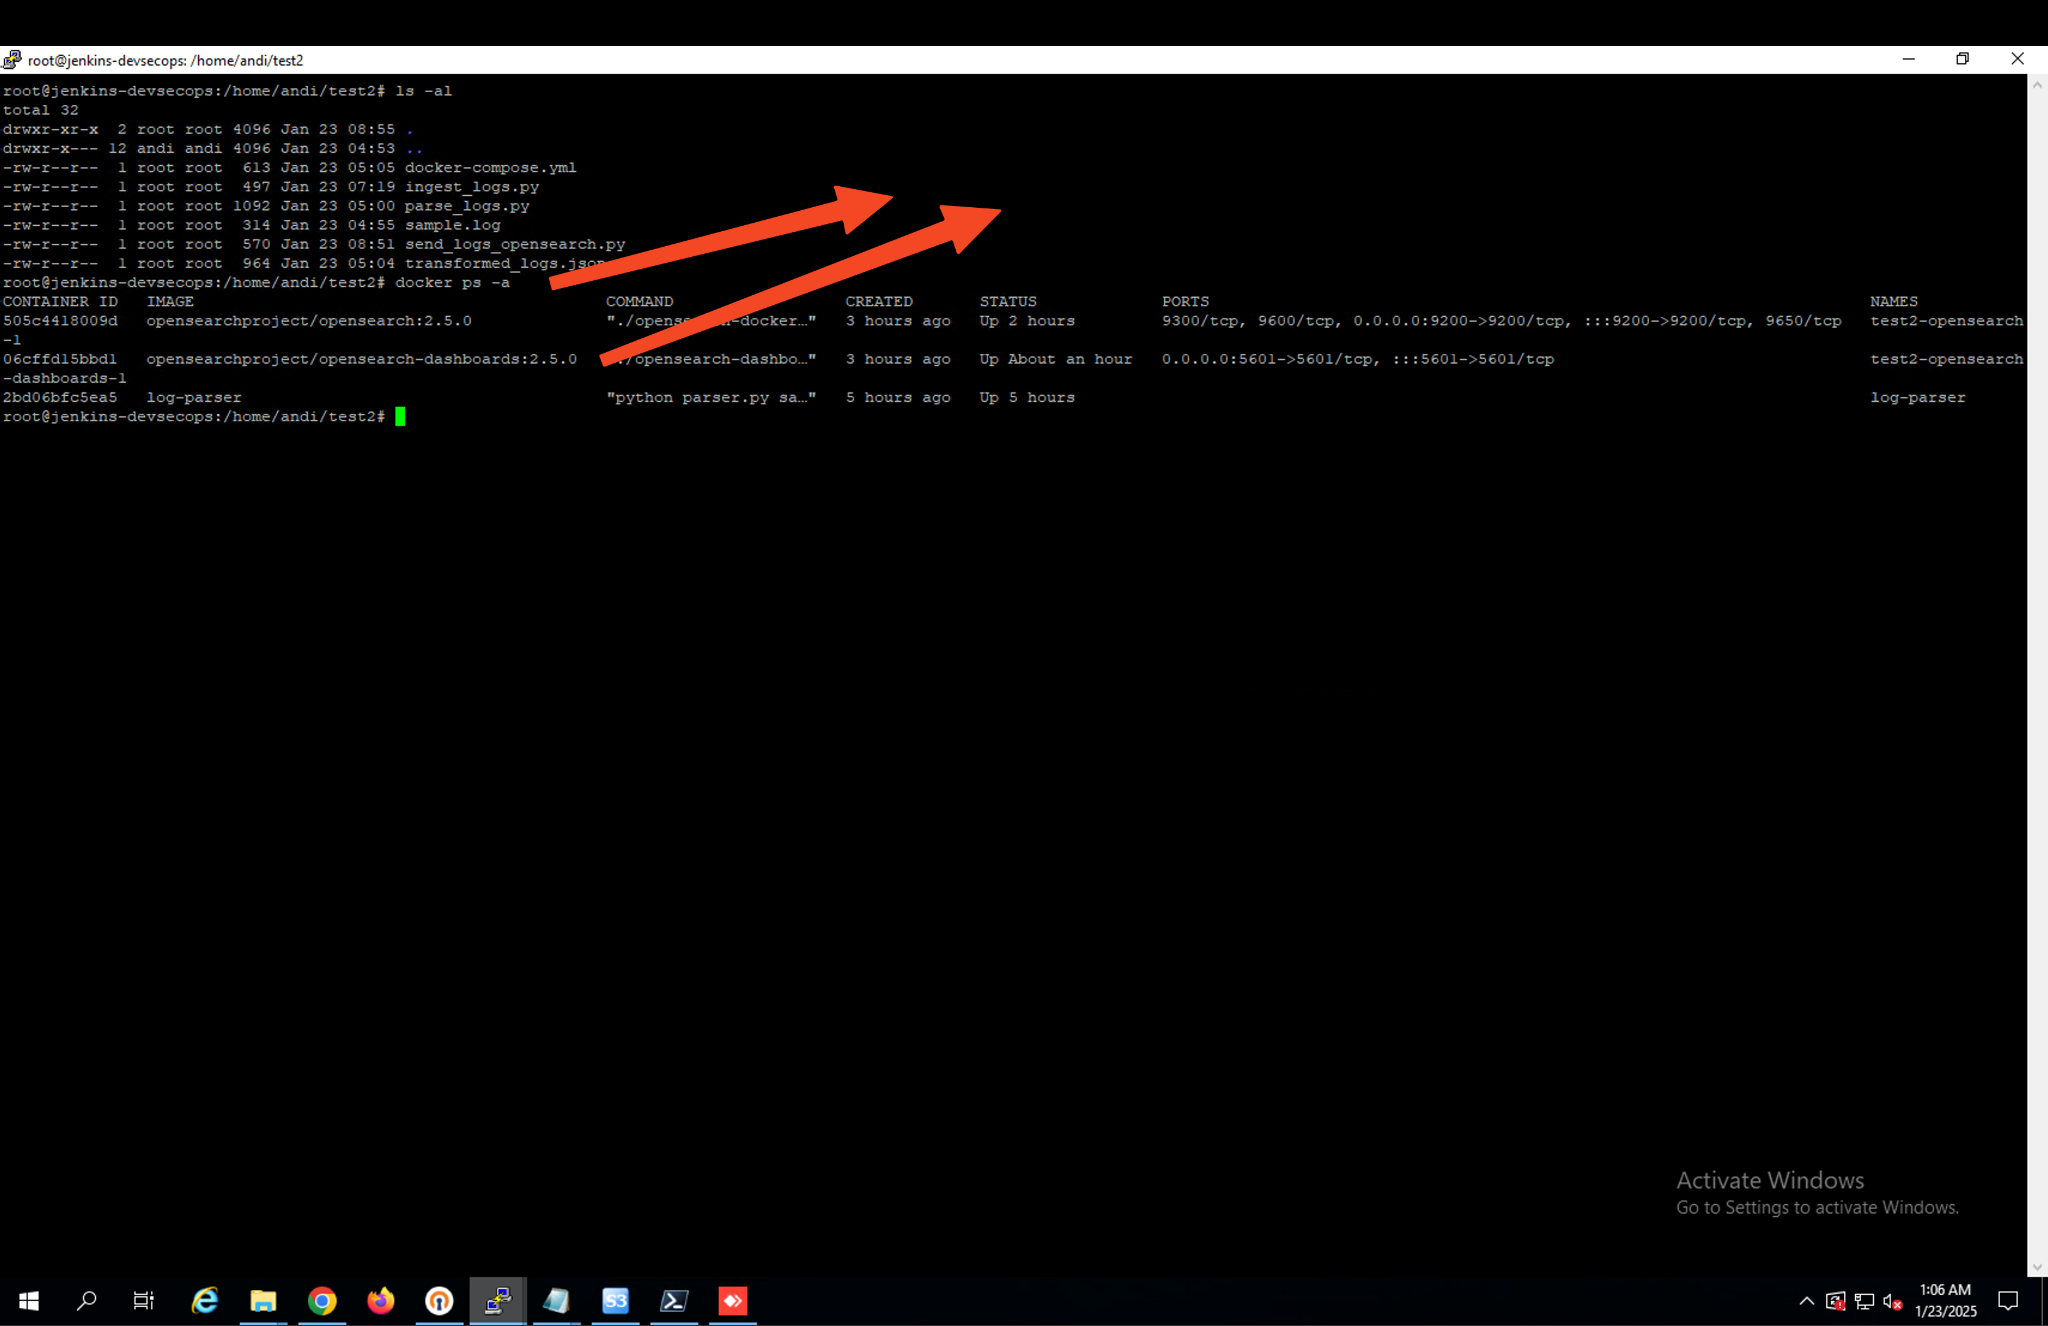 root@jenkins-devsecops: /home/andi/test2
root@jenkins-devsecops:/home/andi/test2# ls -al
total 32
drwxr-xr-x  2 root root 4096 Jan 23 08:55 .
drwxr-x--- 12 andi andi 4096 Jan 23 04:53 ..
-rw-r--r--  1 root root  613 Jan 23 05:05 docker-compose.yml
-rw-r--r--  1 root root  497 Jan 23 07:19 ingest_logs.py
-rw-r--r--  1 root root 1092 Jan 23 05:00 parse_logs.py
-rw-r--r--  1 root root  314 Jan 23 04:55 sample.log
-rw-r--r--  1 root root  570 Jan 23 08:51 send_logs_opensearch.py
-rw-r--r--  1 root root  964 Jan 23 05:04 transformed_logs.json
root@jenkins-devsecops:/home/andi/test2# docker ps -a
CONTAINER ID   IMAGE   COMMAND   CREATED   STATUS   PORTS   NAMES
505c4418009d   opensearchproject/opensearch:2.5.0   "./opensearch-docker…"   3 hours ago   Up 2 hours   9300/tcp, 9600/tcp, 0.0.0.0:9200->9200/tcp, :::9200->9200/tcp, 9650/tcp   test2-opensearch
-1
06cffd15bbd1   opensearchproject/opensearch-dashboards:2.5.0   "./opensearch-dashbo…"   3 hours ago   Up About an hour   0.0.0.0:5601->5601/tcp, :::5601->5601/tcp   test2-opensearch
-dashboards-1
2bd06bfc5ea5   log-parser   "python parser.py sa…"   5 hours ago   Up 5 hours   log-parser
root@jenkins-devsecops:/home/andi/test2#
Activate Windows
Go to Settings to activate Windows.
S3
1:06 AM
1/23/2025